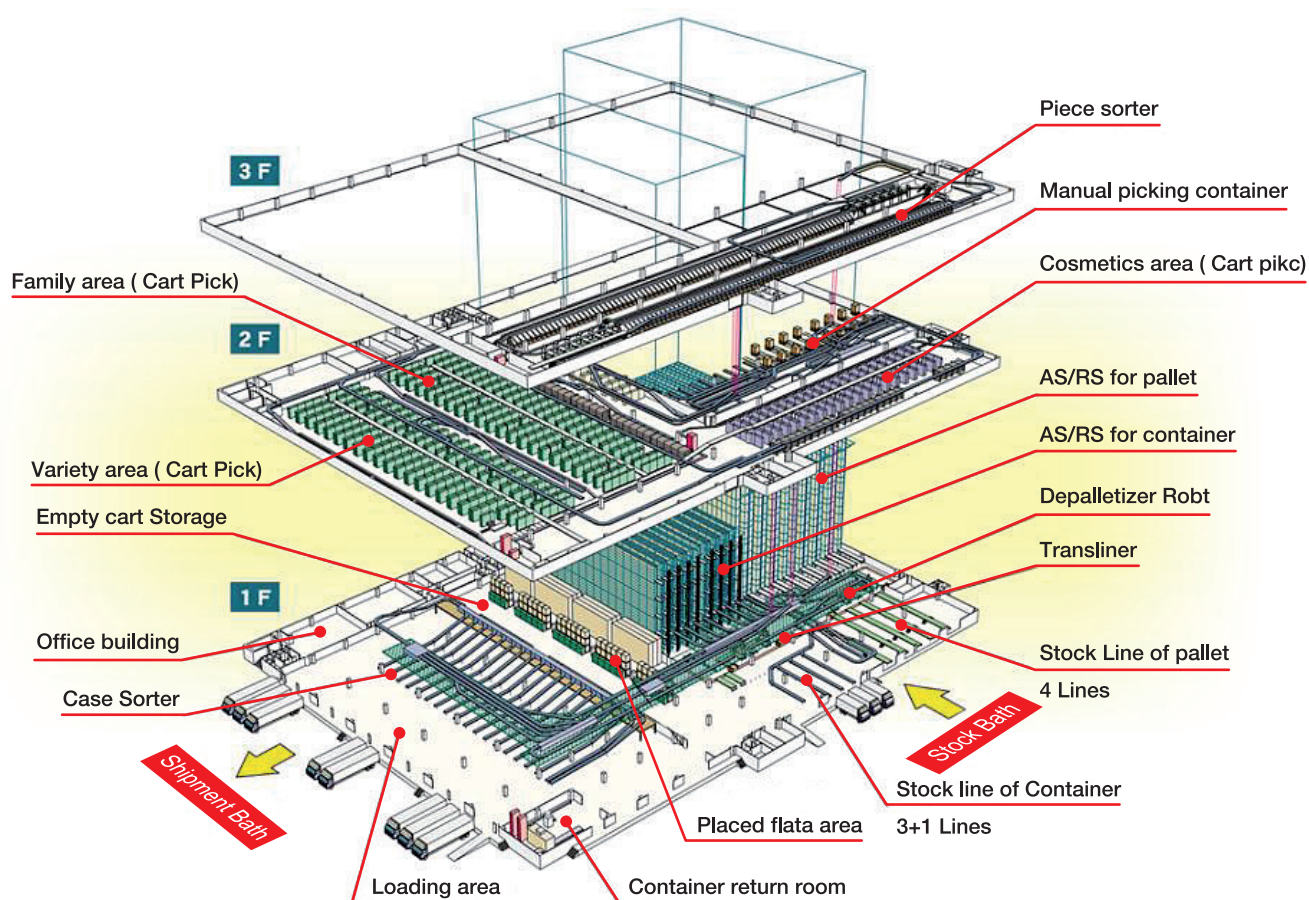 Piece sorter
3 F
Manual picking container
Family area ( Cart Pick)
Cosmetics area ( Cart pikc)
2 F
AS/RS for pallet
AS/RS for container
Variety area ( Cart Pick)
Depalletizer Robt
Empty cart Storage
Transliner
1 F
Office building
Stock Line of pallet
4 Lines
Case Sorter
Stock Bath
Shipment Bath
Stock line of Container
3+1 Lines
Placed flata area
Loading area
Container return room